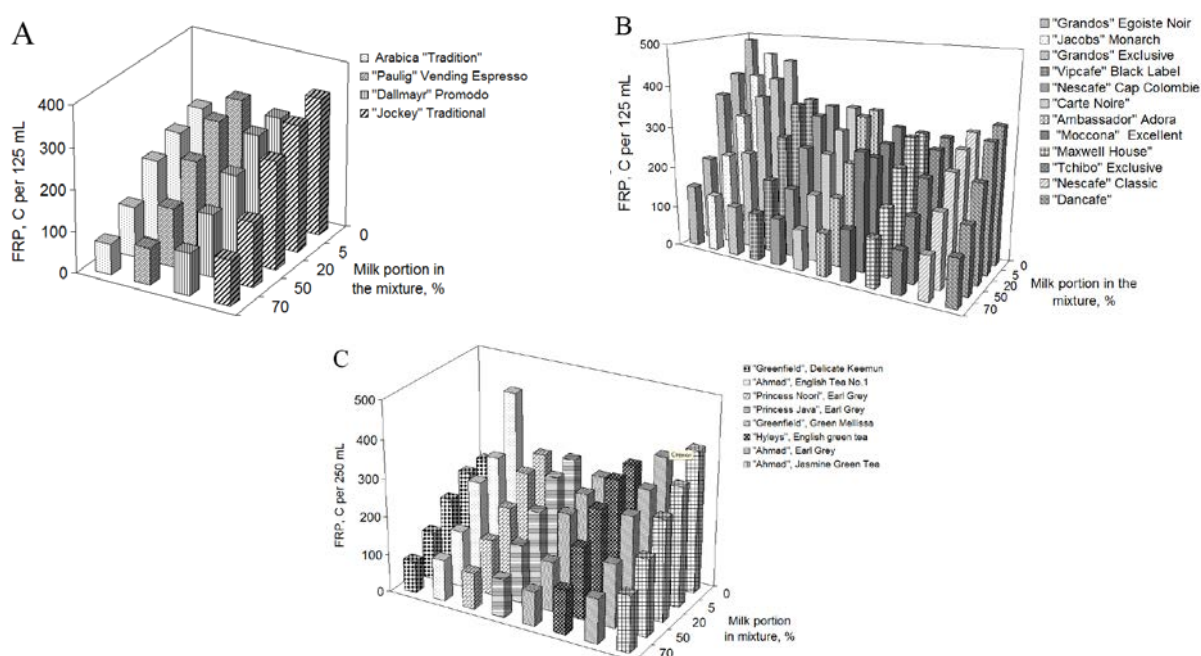 A
FRP, C per 125 mL
400
300
200
100
0
Arabica "Tradition"
"Paulig" Vending Espresso
"Dallmayr" Promodo
"Jockey" Traditional
0
5
20
50
70
Milk portion in
the mixture, %
B
FRP, C per 125 mL
500
400
300
200
100
0
"Grandos" Egoiste Noir
"Jacobs" Monarch
"Grandos" Exclusive
"Vipcafe" Black Label
"Nescafe" Cap Colombie
"Carte Noire"
"Ambassador" Adora
"Moccona" Excellent
"Maxwell House"
"Tchibo" Exclusive
"Nescafe" Classic
"Dancafe"
0
5
20
50
70
Milk portion in the
mixture, %
C
FRP, C per 250 mL
500
400
300
200
100
0
"Greenfield", Delicate Keemun
"Ahmad", English Tea No.1
"Princess Noori", Earl Grey
"Princess Java", Earl Grey
"Greenfield", Green Mellissa
"Hyleys", English green tea
"Ahmad", Earl Grey
"Ahmad", Jasmine Green Tea
0
5
20
50
70
Milk portion
in mixture, %